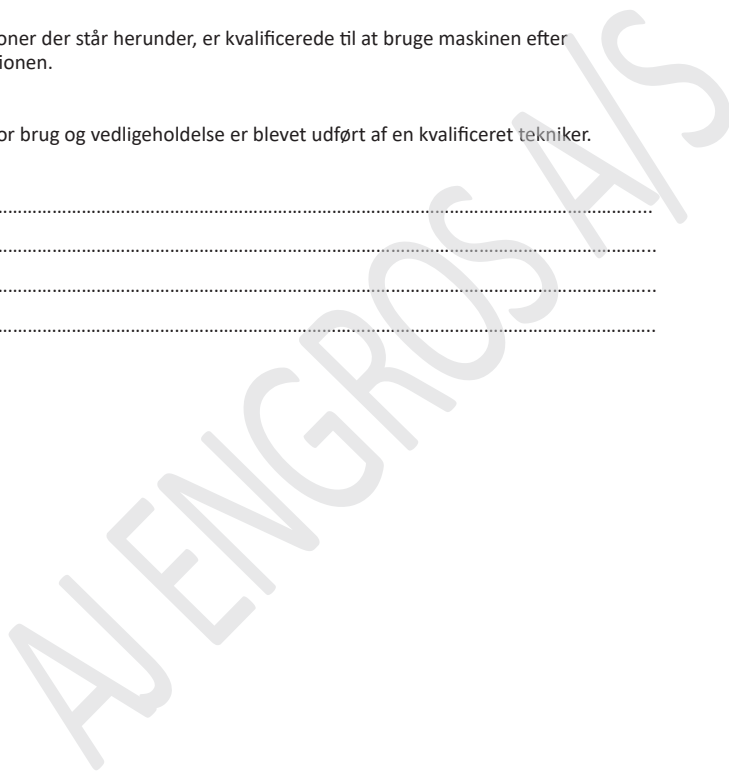 oner der står herunder, er kvalificerede til at bruge maskinen efter
ionen.
or brug og vedligeholdelse er blevet udført af en kvalificeret tekniker.
................................................................................................................
................................................................................................................
................................................................................................................
................................................................................................................
AJ ENGROS A/S